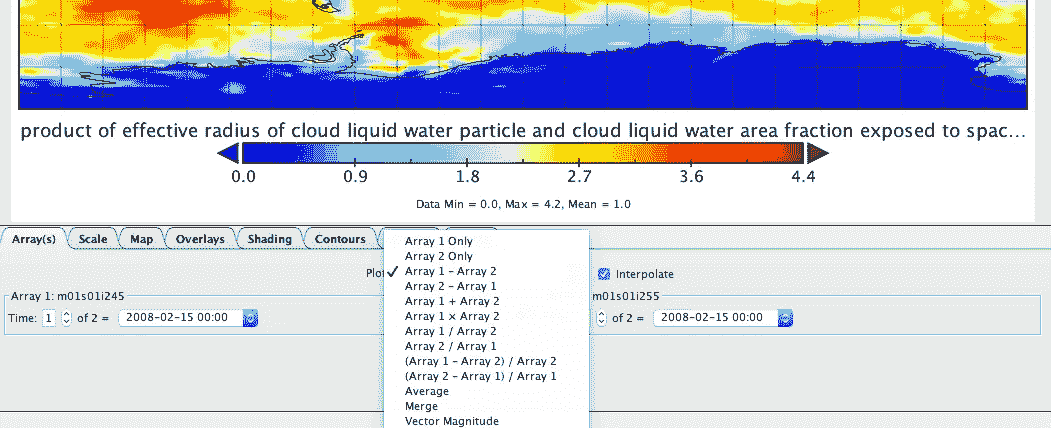 product of effective radius of cloud liquid water particle and cloud liquid water area fraction exposed to spac...
0.0 0.9 1.8 2.7 3.6 4.4
Data Min = 0.0, Max = 4.2, Mean = 1.0
Array(s) Scale Map Overlays Shading Contours
Array 1 Only
Array 2 Only
Plot ✓ Array 1 - Array 2 Interpolate
Array 2 - Array 1
Array 1: m01s01i245 Array 1 + Array 2 m01s01i255
Time: 1 of 2 = 2008-02-15 00:00 Array 1 x Array 2 of 2 = 2008-02-15 00:00
Array 1 / Array 2
Array 2 / Array 1
(Array 1 - Array 2) / Array 2
(Array 2 - Array 1) / Array 1
Average
Merge
Vector Magnitude